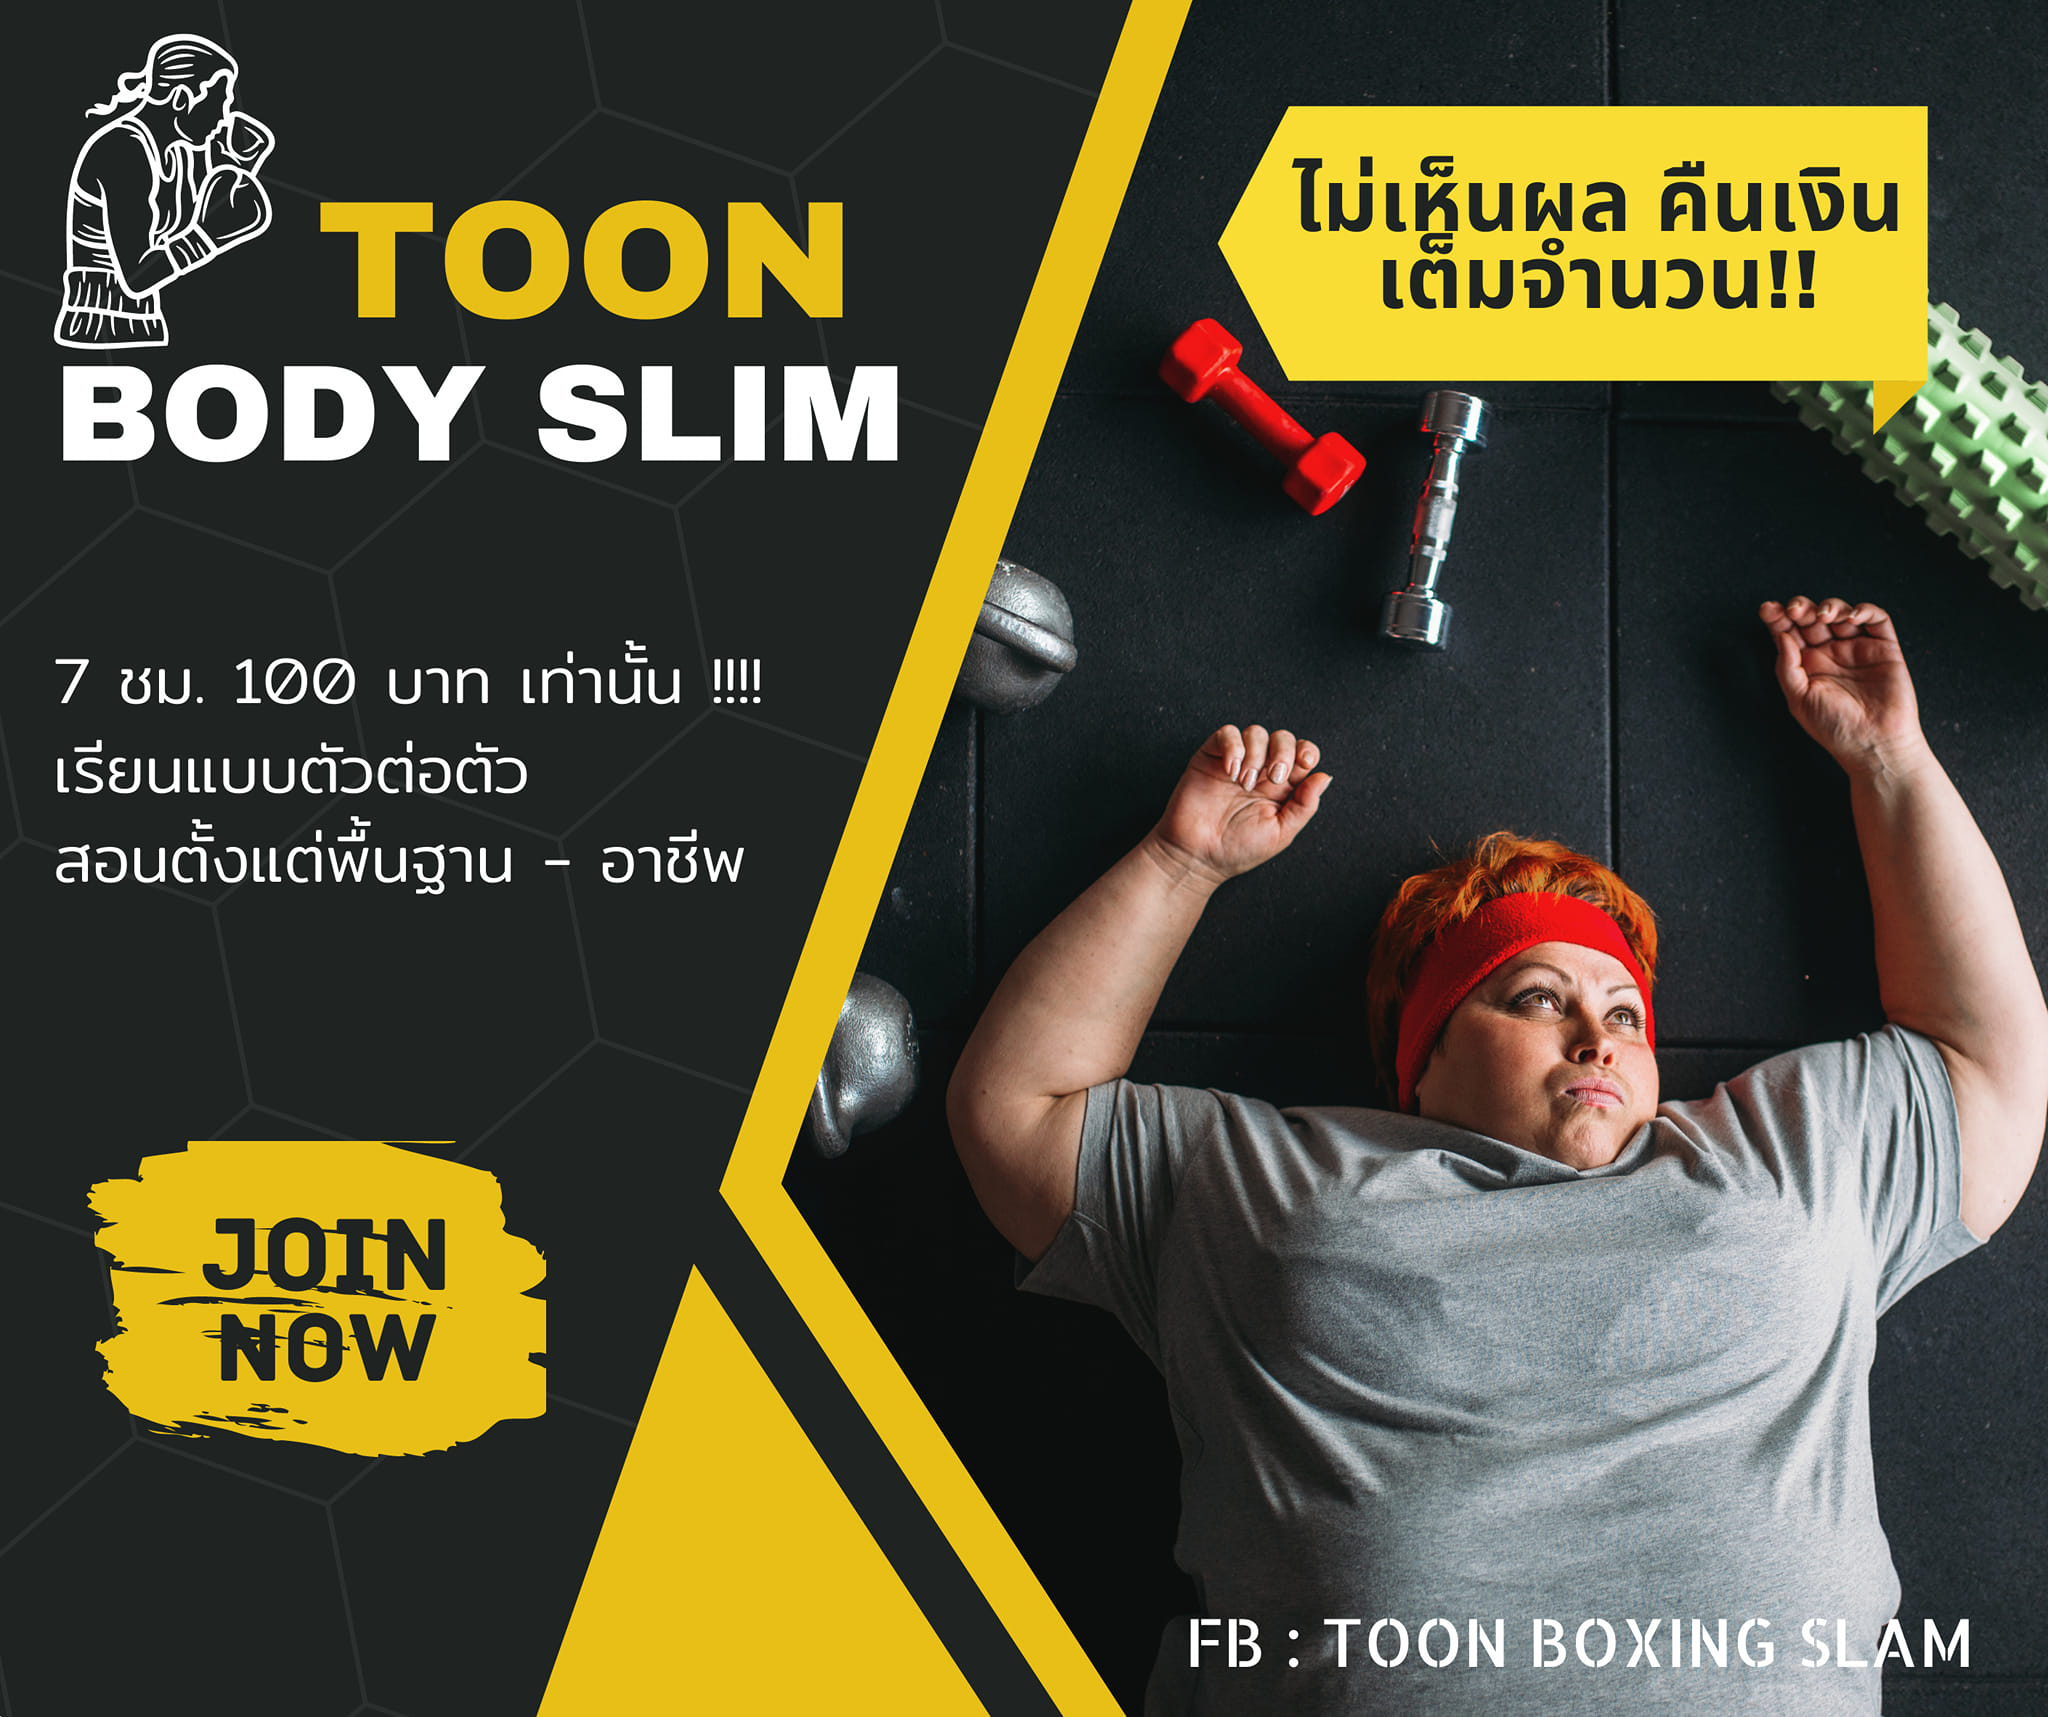 TOON
BODY SLIM
ไม่เห็นผล คืนเงิน
เต็มจำนวน!!
7 ชม. 100 บาท เท่านั้น !!!!
เรียนแบบตัวต่อตัว
สอนตั้งแต่พื้นฐาน - อาชีพ
JOIN
NOW
FB : TOON BOXING SLAM